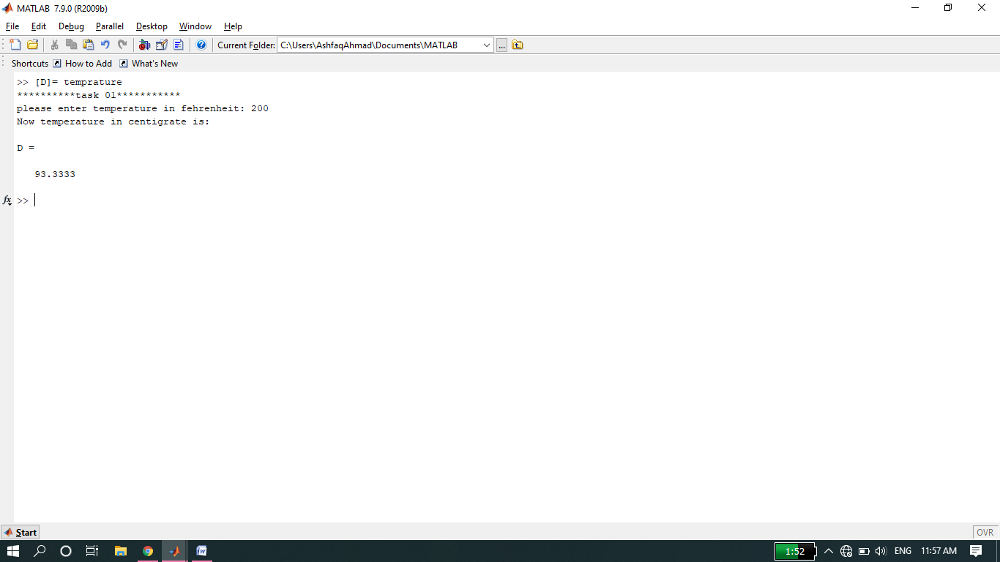 MATLAB 7.9.0 (R2009b)
File Edit Debug Parallel Desktop Window Help
Current Folder: C:\Users\AshfaqAhmad\Documents\MATLAB ...
Shortcuts How to Add What's New
>> [D]= temprature
**********task 01***********
please enter temperature in fehrenheit: 200
Now temperature in centigrate is:
D =
93.3333
fx >>
Start
OVR
1:52 ENG 11:57 AM